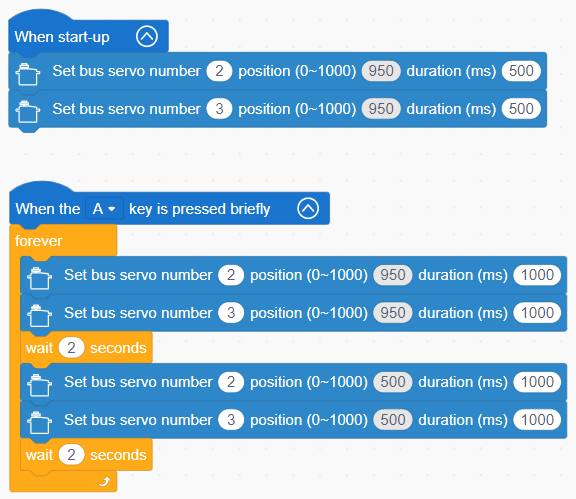 When start-up
Set bus servo number 2 position (0~1000) 950 duration (ms) 500
Set bus servo number 3 position (0~1000) 950 duration (ms) 500
When the A key is pressed briefly
forever
Set bus servo number 2 position (0~1000) 950 duration (ms) 1000
Set bus servo number 3 position (0~1000) 950 duration (ms) 1000
wait 2 seconds
Set bus servo number 2 position (0~1000) 500 duration (ms) 1000
Set bus servo number 3 position (0~1000) 500 duration (ms) 1000
wait 2 seconds